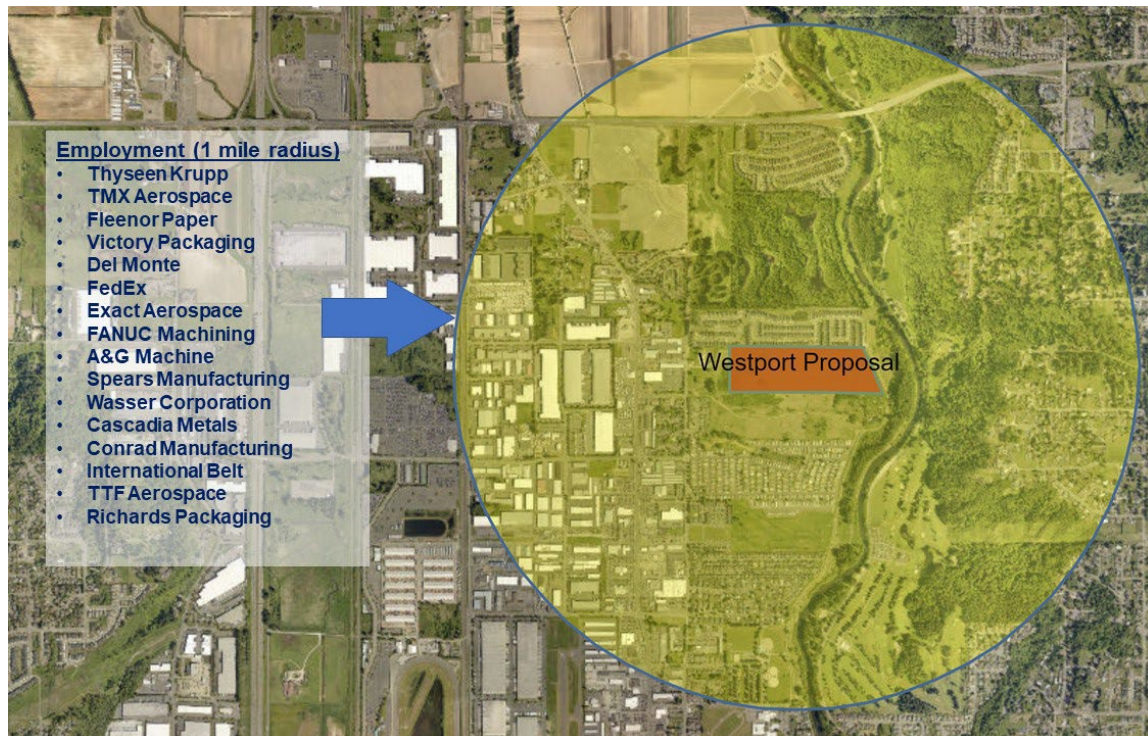 Employment (1 mile radius)
• Thyseen Krupp
• TMX Aerospace
• Fleenor Paper
• Victory Packaging
• Del Monte
• FedEx
• Exact Aerospace
• FANUC Machining
• A&G Machine
• Spears Manufacturing
• Wasser Corporation
• Cascadia Metals
• Conrad Manufacturing
• International Belt
• TTF Aerospace
• Richards Packaging
Westport Proposal